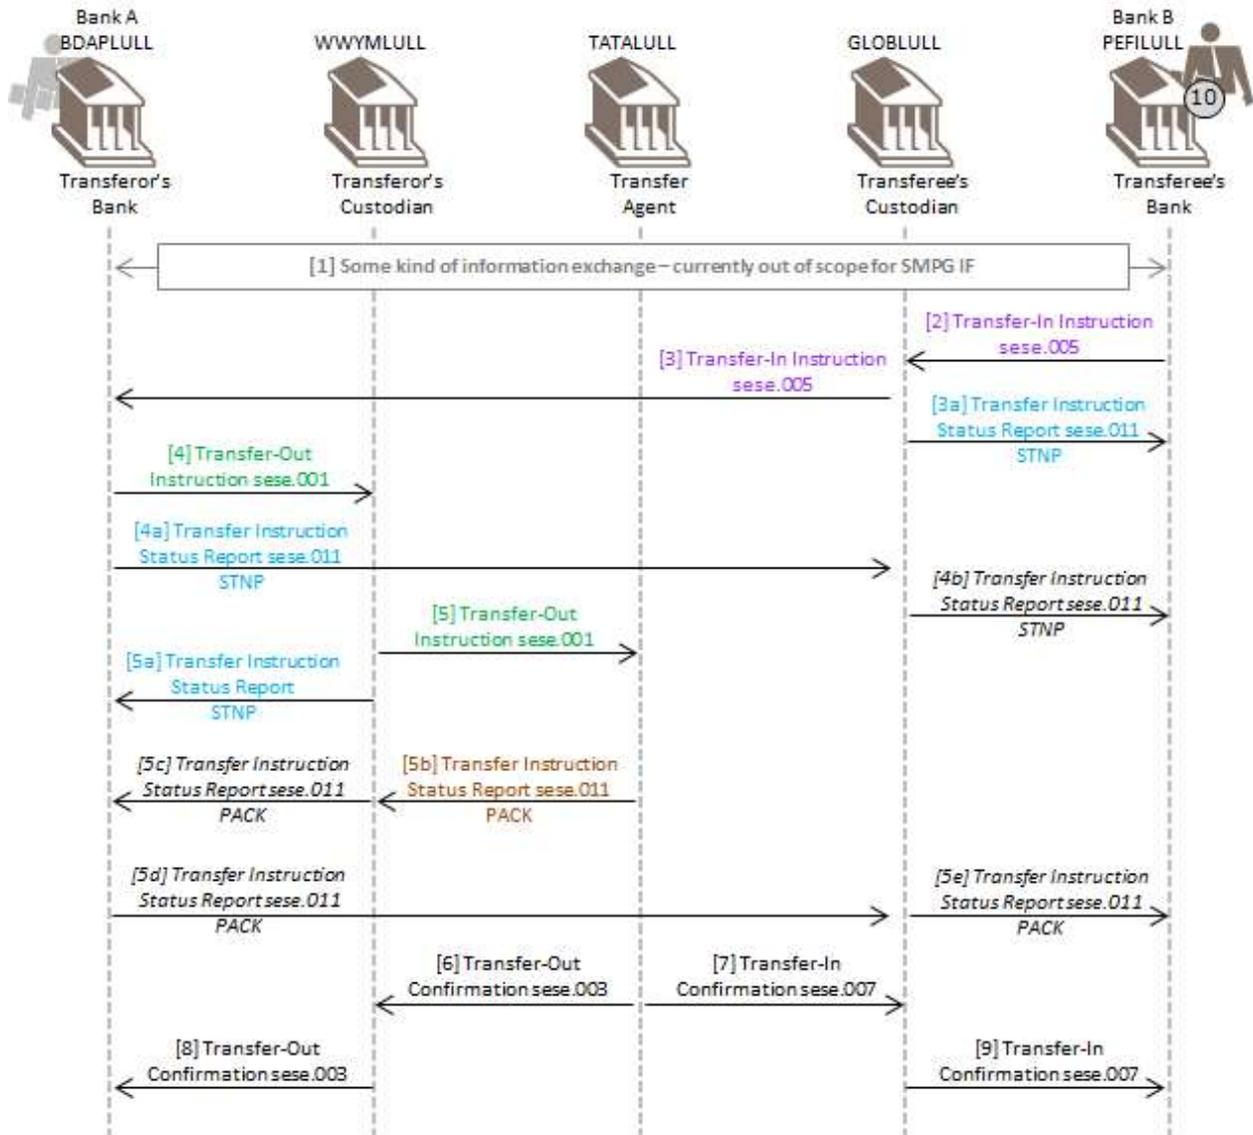 Bank A
BDAPLULL
WWYMLULL
TATALULL
GLOBLULL
Bank B
PEFILULL
10
Transferor's
Bank
Transferor's
Custodian
Transfer
Agent
Transferee's
Custodian
Transferee's
Bank
[1] Some kind of information exchange – currently out of scope for SMPG IF
[2] Transfer-In Instruction
sese.005
[3] Transfer-In Instruction
sese.005
[3a] Transfer Instruction
Status Report sese.011
STNP
[4] Transfer-Out
Instruction sese.001
[4a] Transfer Instruction
Status Report sese.011
STNP
[4b] Transfer Instruction
Status Report sese.011
STNP
[5] Transfer-Out
Instruction sese.001
[5a] Transfer Instruction
Status Report
STNP
[5c] Transfer Instruction
Status Report sese.011
PACK
[5b] Transfer Instruction
Status Report sese.011
PACK
[5d] Transfer Instruction
Status Report sese.011
PACK
[5e] Transfer Instruction
Status Report sese.011
PACK
[6] Transfer-Out
Confirmation sese.003
[7] Transfer-In
Confirmation sese.007
[8] Transfer-Out
Confirmation sese.003
[9] Transfer-In
Confirmation sese.007